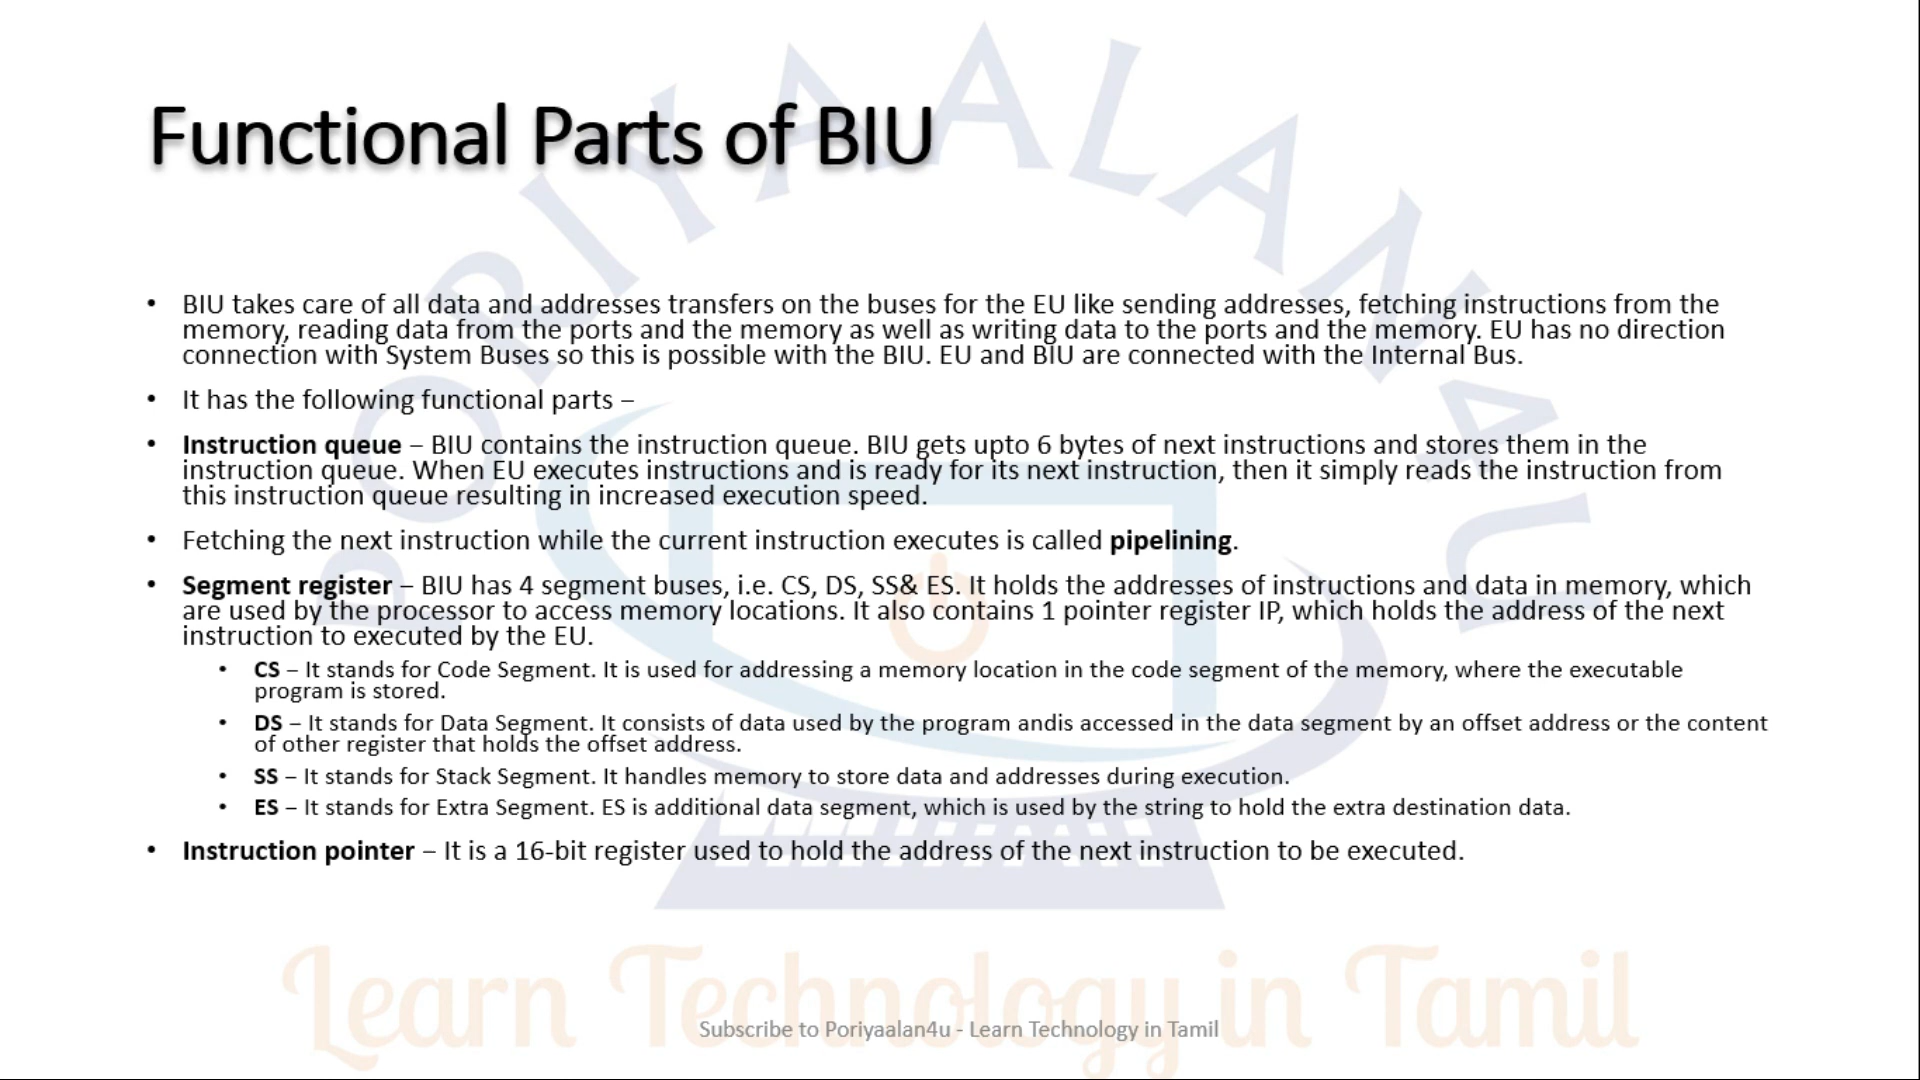 Functional Parts of BIU
PORIYAALAN4U
• BIU takes care of all data and addresses transfers on the buses for the EU like sending addresses, fetching instructions from the
memory, reading data from the ports and the memory as well as writing data to the ports and the memory. EU has no direction
connection with System Buses so this is possible with the BIU. EU and BIU are connected with the Internal Bus.
• It has the following functional parts –
• Instruction queue – BIU contains the instruction queue. BIU gets upto 6 bytes of next instructions and stores them in the
instruction queue. When EU executes instructions and is ready for its next instruction, then it simply reads the instruction from
this instruction queue resulting in increased execution speed.
• Fetching the next instruction while the current instruction executes is called pipelining.
• Segment register – BIU has 4 segment buses, i.e. CS, DS, SS& ES. It holds the addresses of instructions and data in memory, which
are used by the processor to access memory locations. It also contains 1 pointer register IP, which holds the address of the next
instruction to executed by the EU.
• CS – It stands for Code Segment. It is used for addressing a memory location in the code segment of the memory, where the executable
program is stored.
• DS – It stands for Data Segment. It consists of data used by the program andis accessed in the data segment by an offset address or the content
of other register that holds the offset address.
• SS – It stands for Stack Segment. It handles memory to store data and addresses during execution.
• ES – It stands for Extra Segment. ES is additional data segment, which is used by the string to hold the extra destination data.
• Instruction pointer – It is a 16-bit register used to hold the address of the next instruction to be executed.
Learn Technology in Tamil
Subscribe to Poriyaalan4u - Learn Technology in Tamil